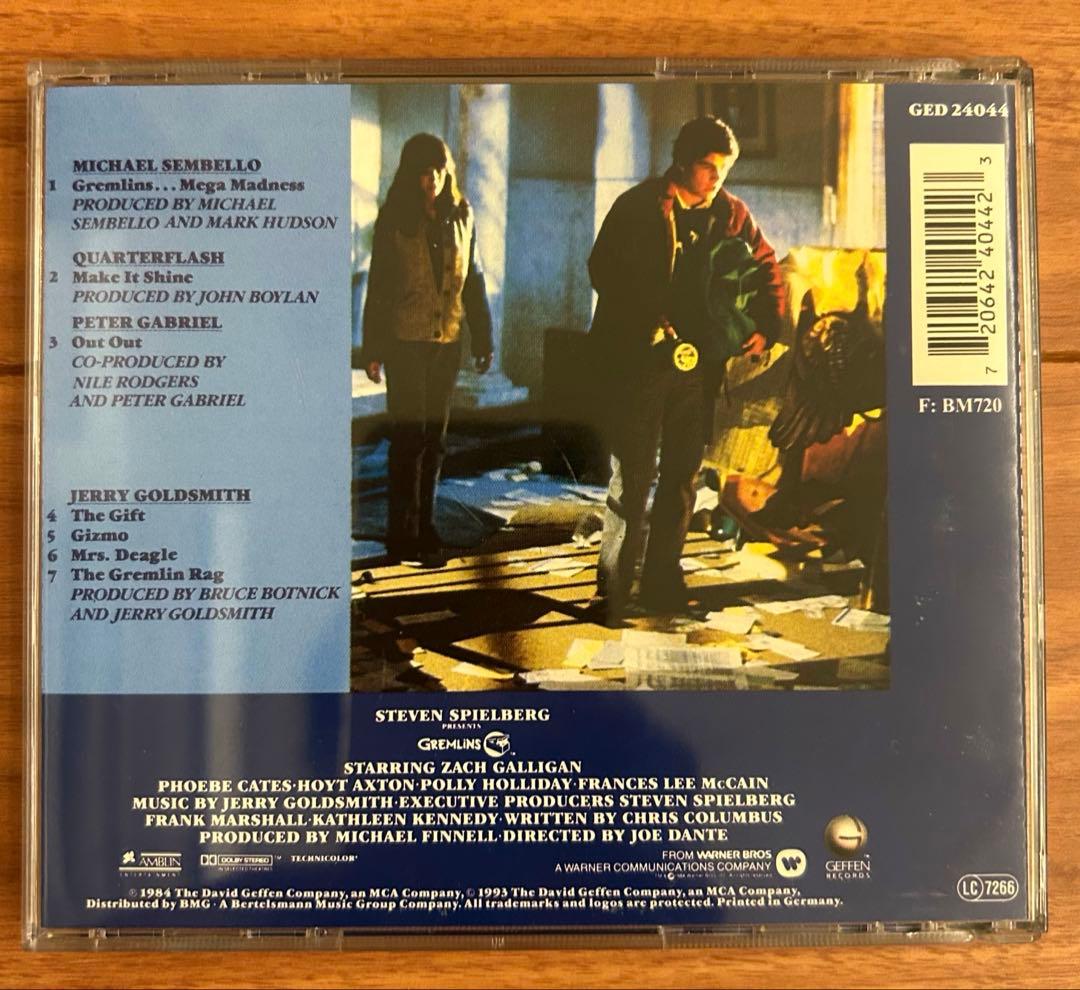 MICHAEL SEMBELLO
1 Gremlins...Mega Madness
PRODUCED BY MICHAEL
SEMBELLO AND MARK HUDSON
QUARTERFLASH
2 Make It Shine
PRODUCED BY JOHN BOYLAN
PETER GABRIEL
3 Out Out
CO-PRODUCED BY
NILE RODGERS
AND PETER GABRIEL
JERRY GOLDSMITH
4 The Gift
5 Gizmo
6 Mrs. Deagle
7 The Gremlin Rag
PRODUCED BY BRUCE BOTNICK
AND JERRY GOLDSMITH
GED 24044
7 20642 40442 3
F: BM720
STEVEN SPIELBERG
PRESENTS
GREMLINS™
STARRING ZACH GALLIGAN
PHOEBE CATES·HOYT AXTON·POLLY HOLLIDAY·FRANCES LEE McCAIN
MUSIC BY JERRY GOLDSMITH·EXECUTIVE PRODUCERS STEVEN SPIELBERG
FRANK MARSHALL·KATHLEEN KENNEDY·WRITTEN BY CHRIS COLUMBUS
PRODUCED BY MICHAEL FINNELL·DIRECTED BY JOE DANTE
AMBLIN
ENTERTAINMENT
DOLBY STEREO™
IN SELECTED THEATRES
TECHNICOLOR®
FROM WARNER BROS
A WARNER COMMUNICATIONS COMPANY
GEFFEN
RECORDS
℗ 1984 The David Geffen Company, an MCA Company, © 1993 The David Geffen Company, an MCA Company,
Distributed by BMG · A Bertelsmann Music Group Company. All trademarks and logos are protected. Printed in Germany.
LC 7266